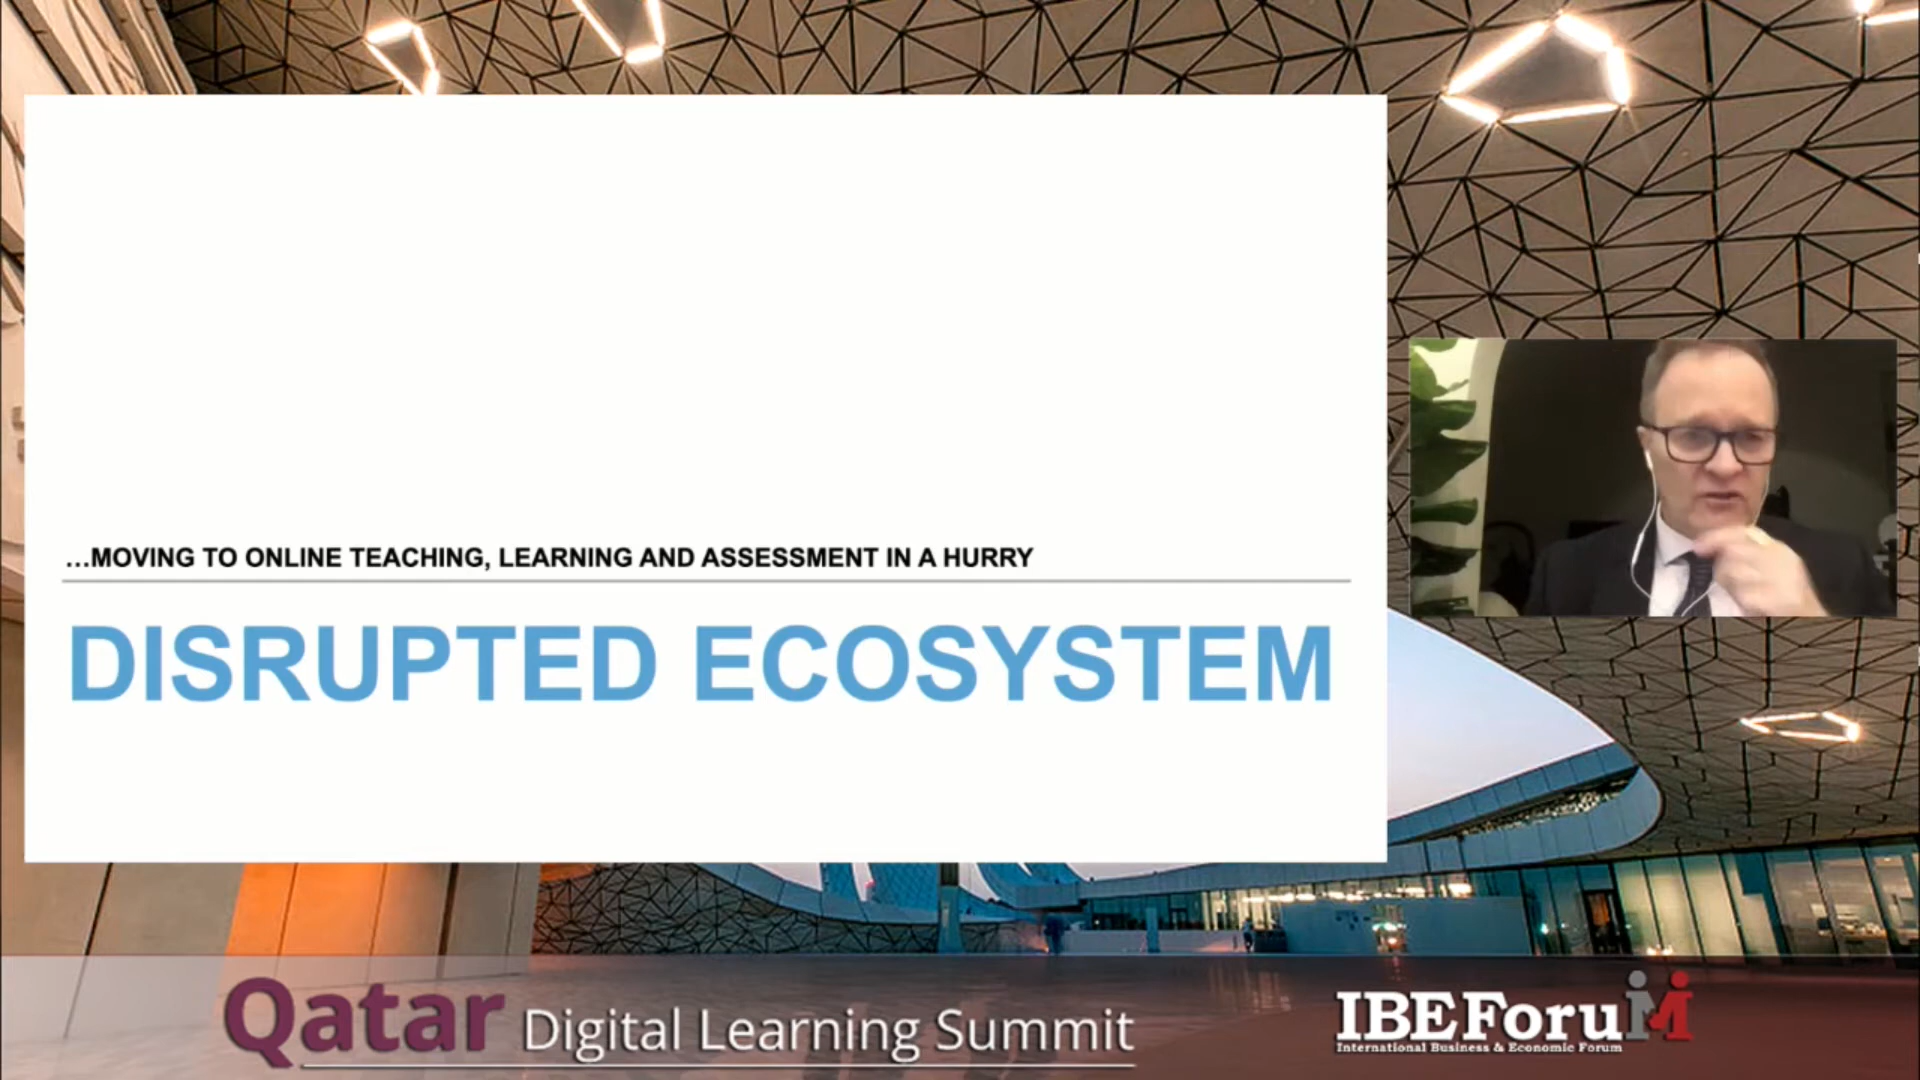 ...MOVING TO ONLINE TEACHING, LEARNING AND ASSESSMENT IN A HURRY
DISRUPTED ECOSYSTEM
Qatar Digital Learning Summit
IBEForuM
International Business & Economic Forum